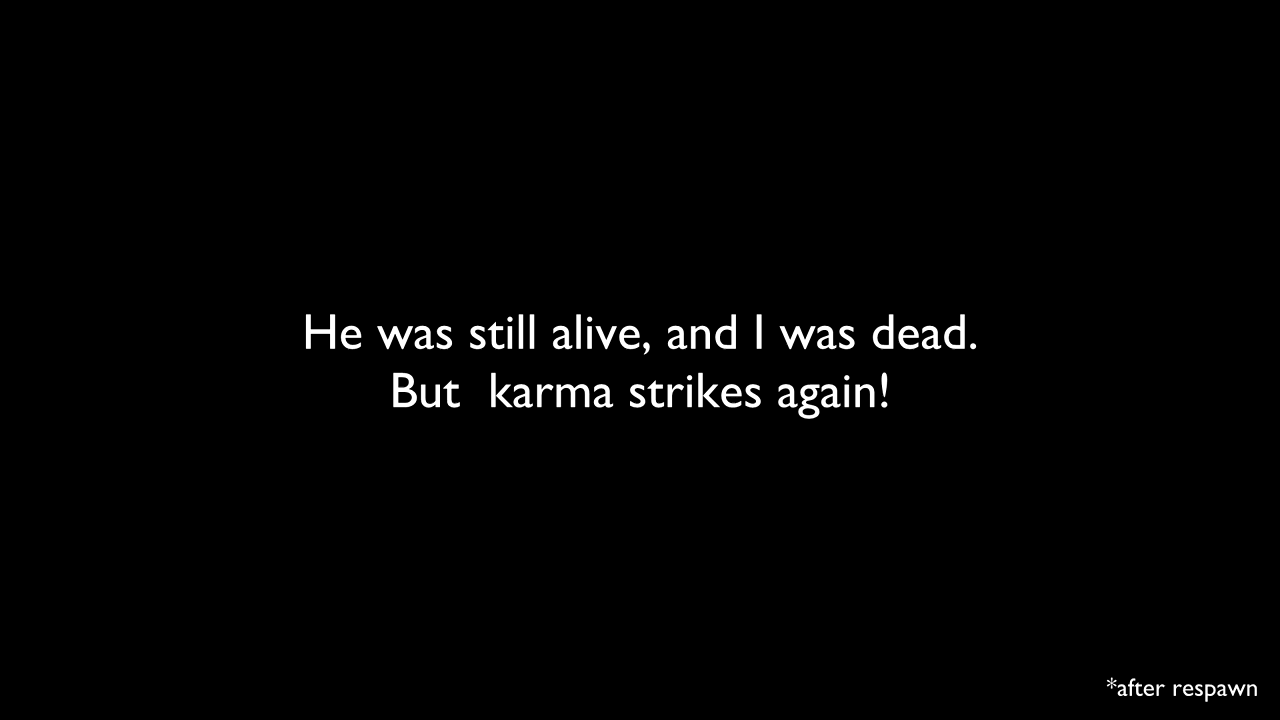 He was still alive, and I was dead.
But  karma strikes again!
*after respawn